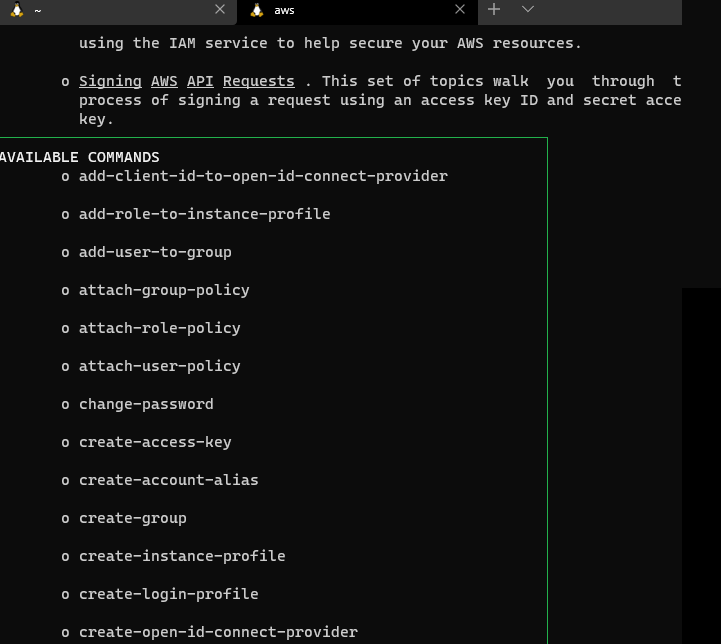 ~
aws
using the IAM service to help secure your AWS resources.
o Signing AWS API Requests . This set of topics walk you through t
process of signing a request using an access key ID and secret acce
key.
AVAILABLE COMMANDS
o add-client-id-to-open-id-connect-provider
o add-role-to-instance-profile
o add-user-to-group
o attach-group-policy
o attach-role-policy
o attach-user-policy
o change-password
o create-access-key
o create-account-alias
o create-group
o create-instance-profile
o create-login-profile
o create-open-id-connect-provider